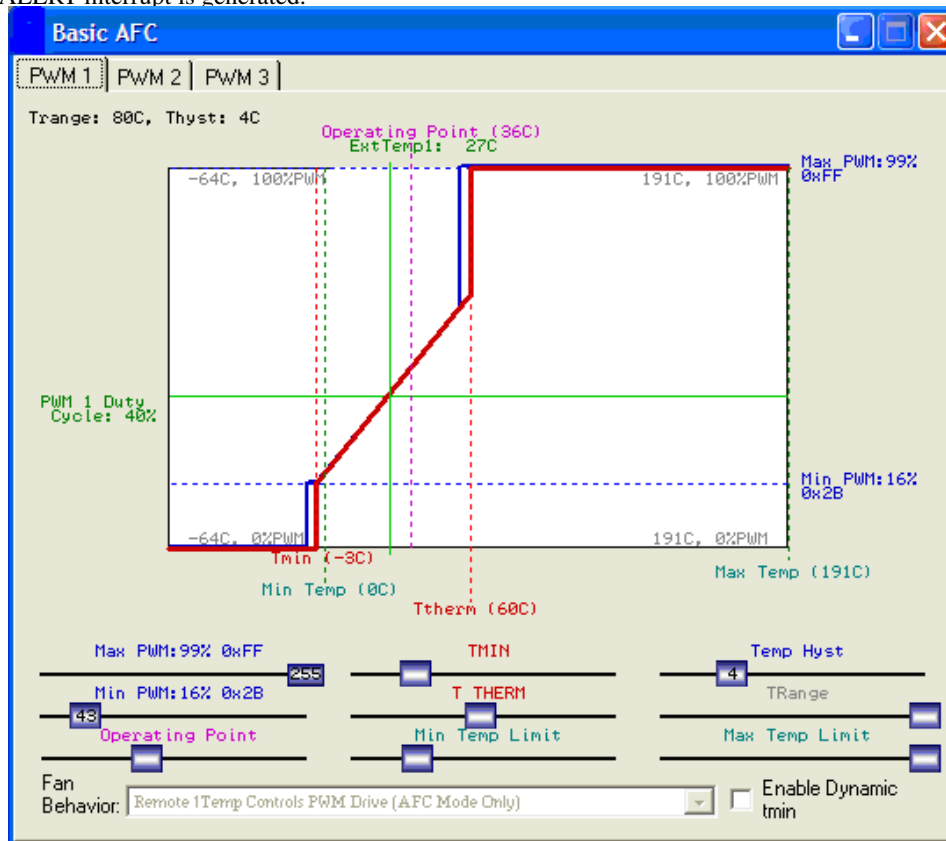 ALERT interrupt is generated.
Basic AFC
PWM 1 PWM 2 PWM 3
Trange: 80C, Thyst: 4C
Operating Point (36C)
ExtTemp1: 27C
-64C, 100%PWM
191C, 100%PWM
Max PWM:99%
0xFF
PWM 1 Duty
Cycle: 40%
Min PWM:16%
0x2B
-64C, 0%PWM
191C, 0%PWM
Tmin (-3C)
Min Temp (0C)
Max Temp (191C)
Ttherm (60C)
Max PWM:99% 0xFF
TMIN
Temp Hyst
255
4
Min PWM:16% 0x2B
T THERM
TRange
43
Operating Point
Min Temp Limit
Max Temp Limit
Fan
Behavior:
Remote 1Temp Controls PWM Drive (AFC Mode Only)
Enable Dynamic
tmin